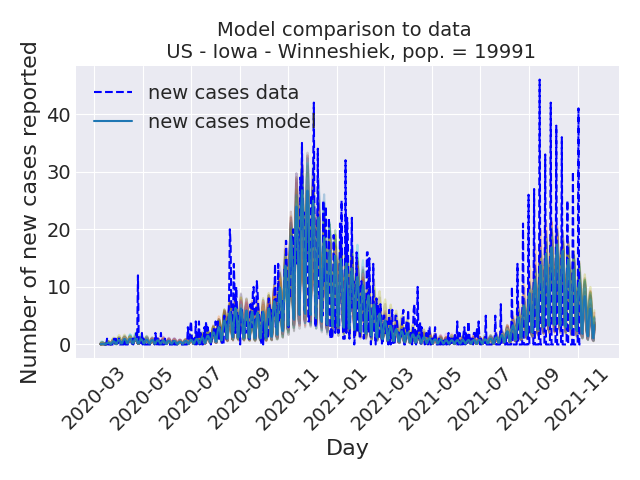 Model comparison to data
US - Iowa - Winneshiek, pop. = 19991
Number of new cases reported
new cases data
new cases model
40
30
20
10
0
2020-03
2020-05
2020-07
2020-09
2020-11
2021-01
2021-03
2021-05
2021-07
2021-09
2021-11
Day